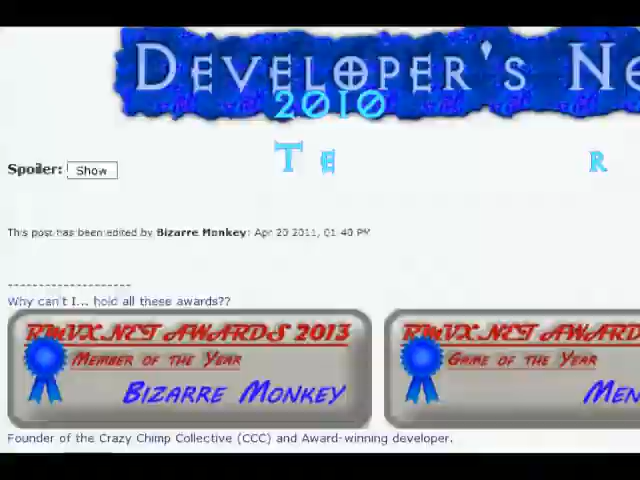 DEVELOPER'S
2010
TE R
Spoiler: Show
This post has been edited by Bizarre Monkey: Apr 20 2011, 01:40 PM
--------------------
Why can't I... hold all these awards??
RMVX.NET AWARDS 2013
Member of the Year
Bizarre Monkey
RMVX.NET AWARD
Game of the Year
Men
Founder of the Crazy Chimp Collective (CCC) and Award-winning developer.